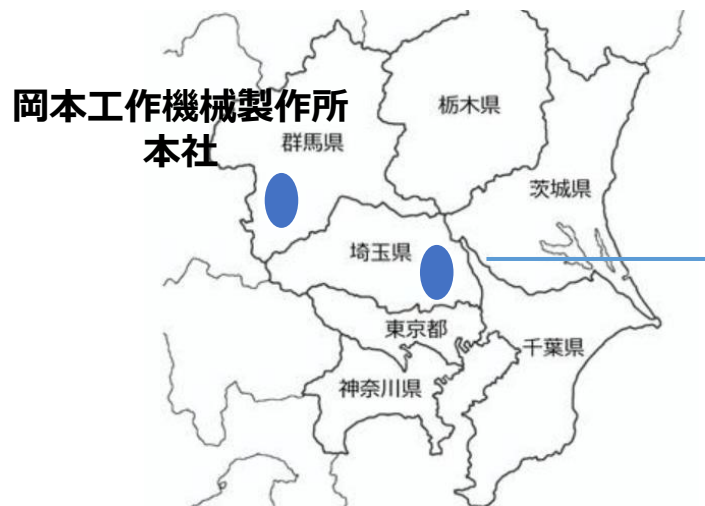 岡本工作機械製作所
本社
群馬県
栃木県
茨城県
埼玉県
東京都
千葉県
神奈川県